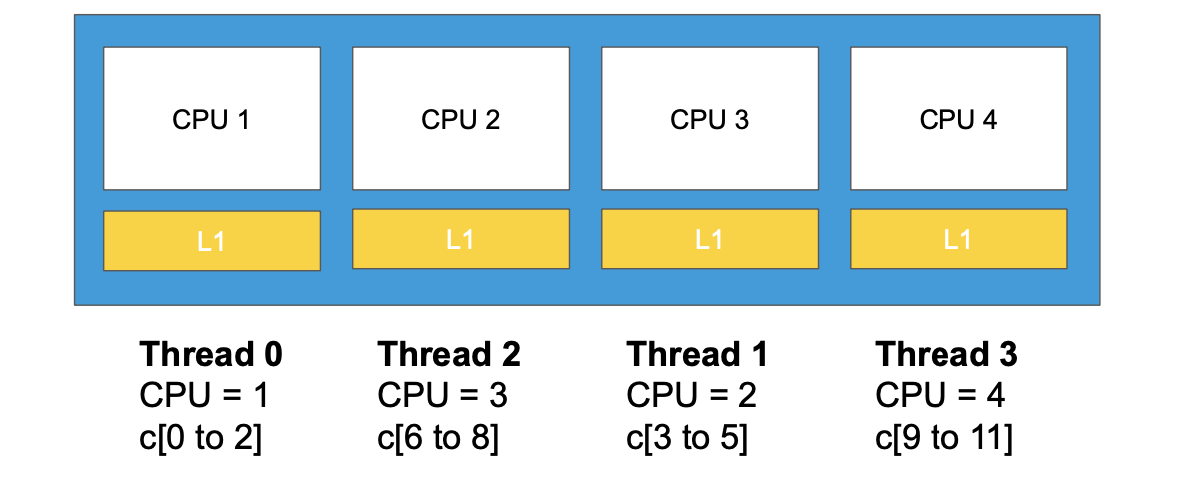 CPU 1
CPU 2
CPU 3
CPU 4
L1
L1
L1
L1
Thread 0
CPU = 1
c[0 to 2]
Thread 2
CPU = 3
c[6 to 8]
Thread 1
CPU = 2
c[3 to 5]
Thread 3
CPU = 4
c[9 to 11]